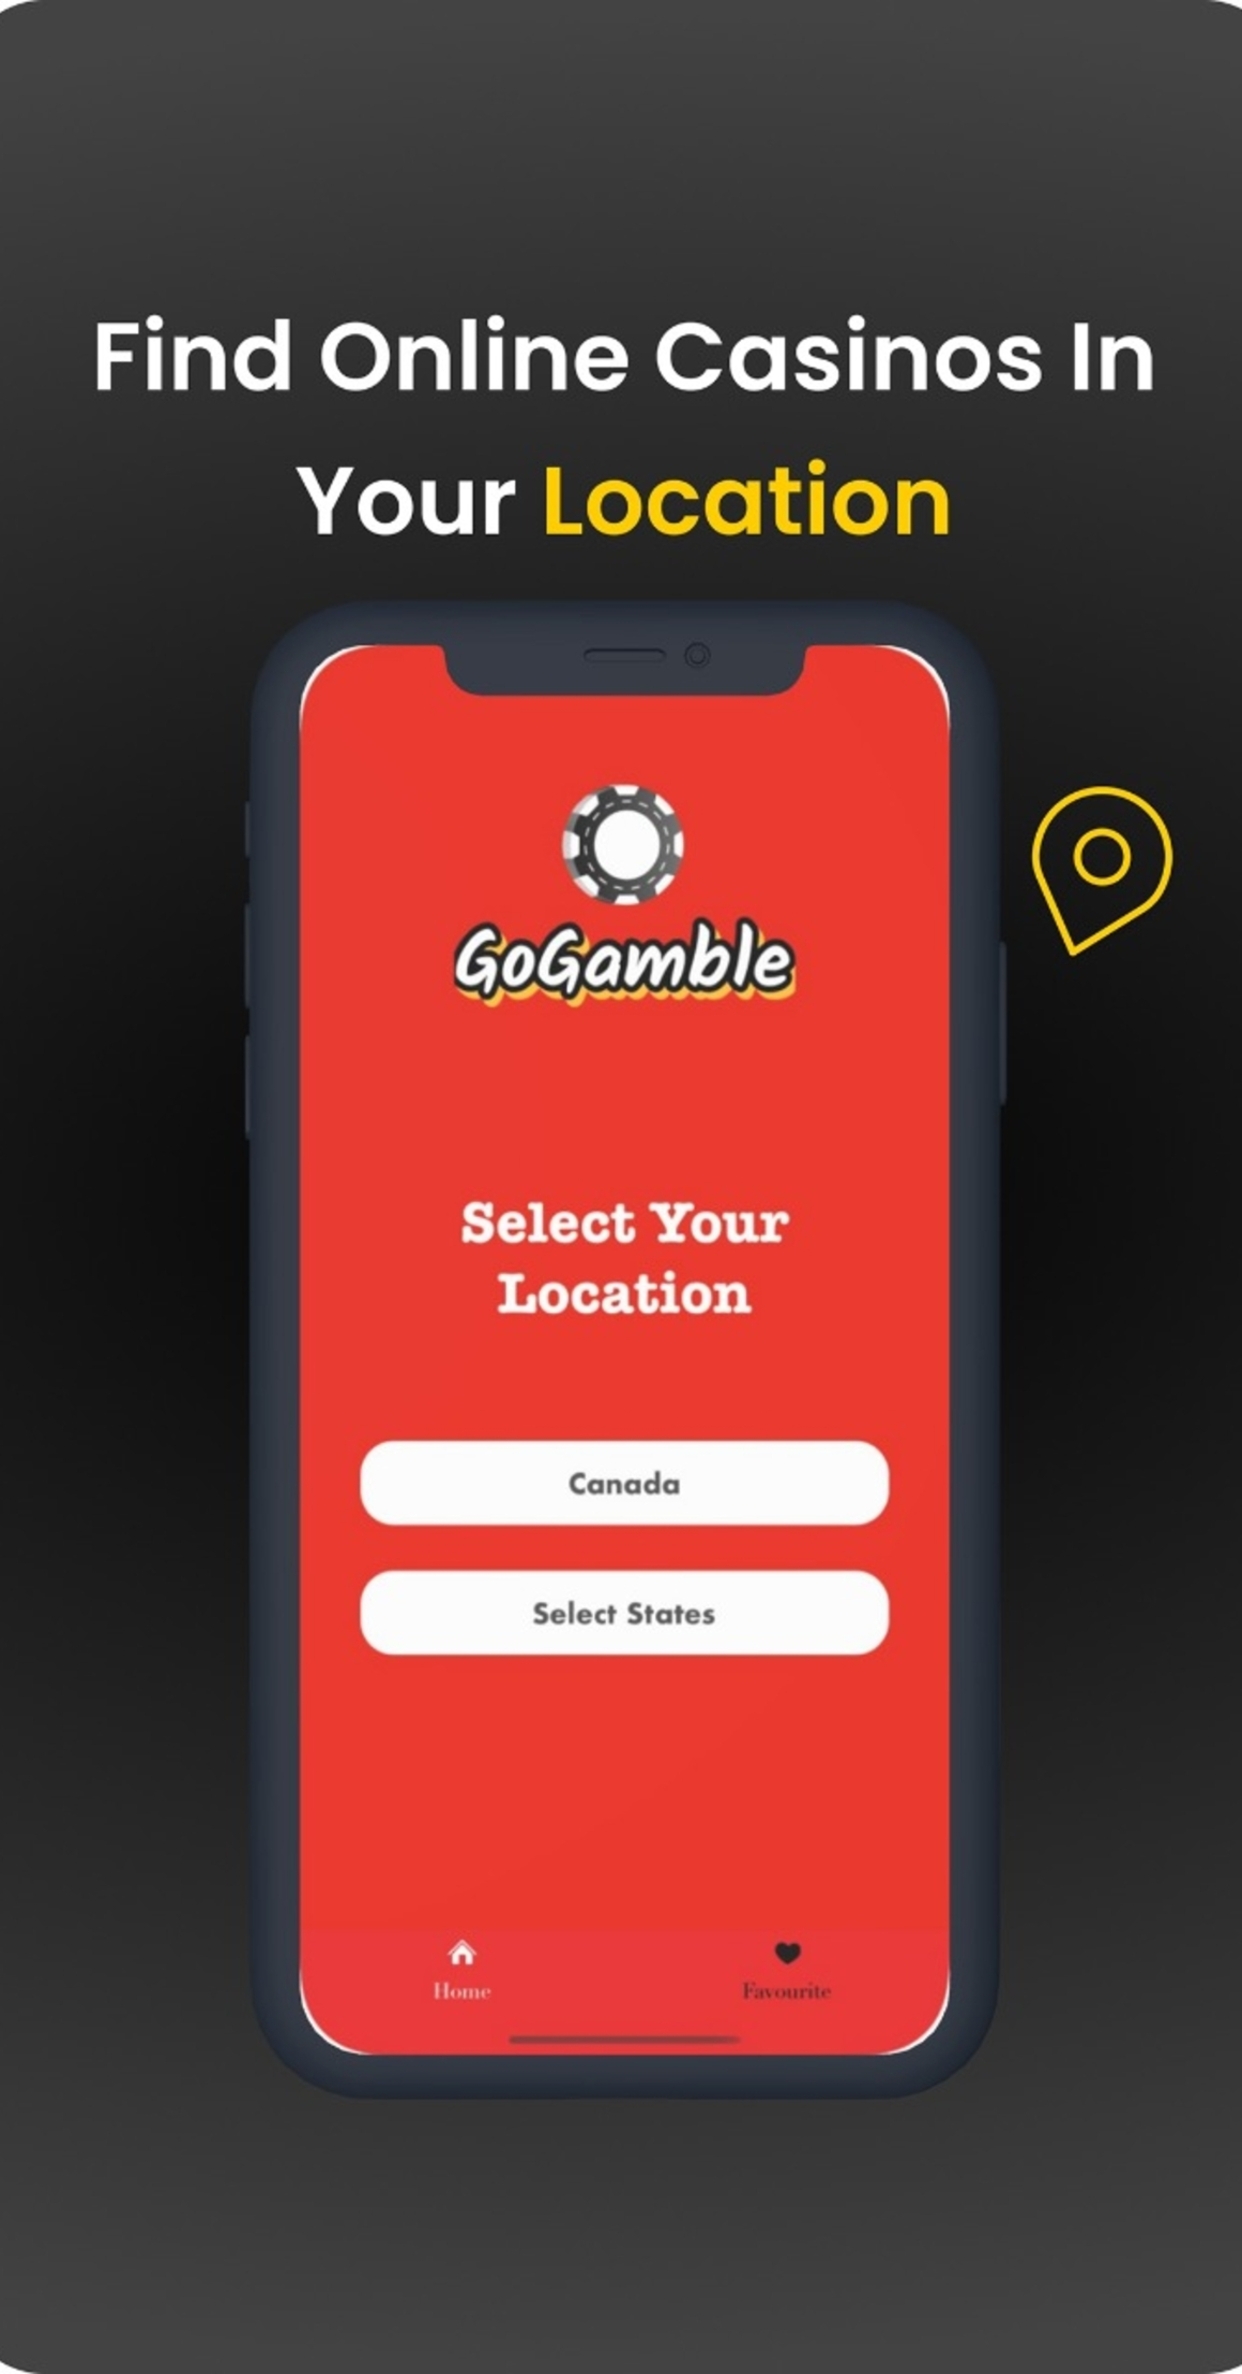 Find Online Casinos In
Your Location
GoGamble
Select Your
Location
Canada
Select States
Home
Favourite